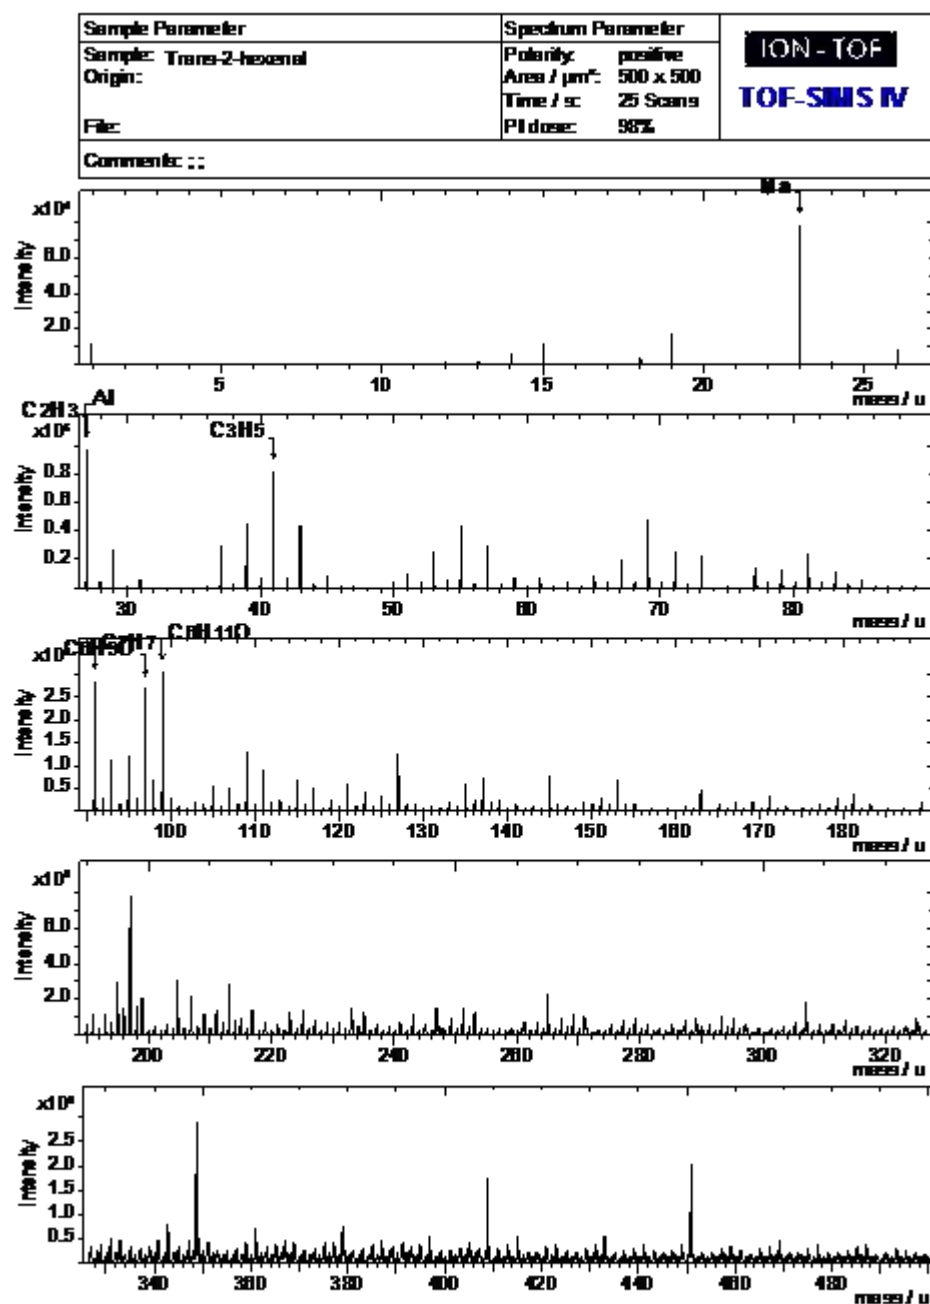 Sample Parameter
Spectrum Parameter
Sample: Trans-2-hexenal
Origin:
File:
Polarity: positive
Area / µm²: 500 x 500
Time / s: 25 Scans
PI dose: 98%
ION-TOF
TOF-SIMS IV
Comments: ; ;
Na
Intensity
6.0
4.0
2.0
5 10 15 20 25
mass / u
C2H3
Al
C3H5
Intensity
0.8
0.6
0.4
0.2
30 40 50 60 70 80
mass / u
C7H7
C6H11O
Intensity
2.5
2.0
1.5
1.0
0.5
100 110 120 130 140 150 160 170 180
mass / u
Intensity
6.0
4.0
2.0
200 220 240 260 280 300 320
mass / u
Intensity
2.5
2.0
1.5
1.0
0.5
340 360 380 400 420 440 460 480
mass / u